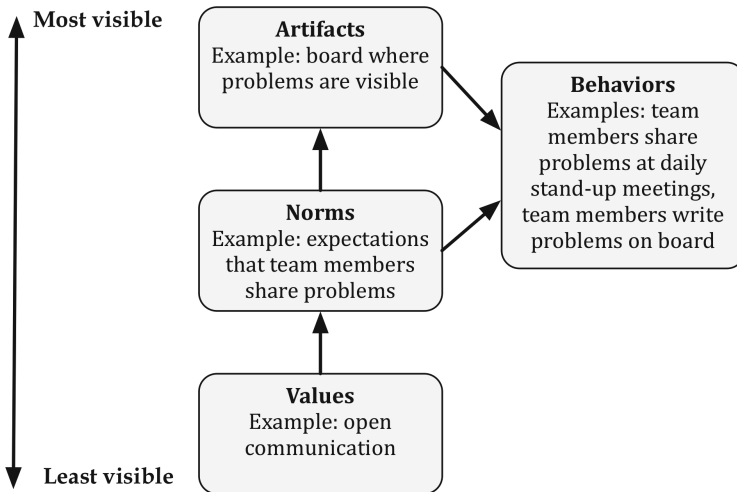 Most visible
Artifacts
Example: board where
problems are visible
Behaviors
Examples: team
members share
problems at daily
stand-up meetings,
team members write
problems on board
Norms
Example: expectations
that team members
share problems
Values
Example: open
communication
Least visible